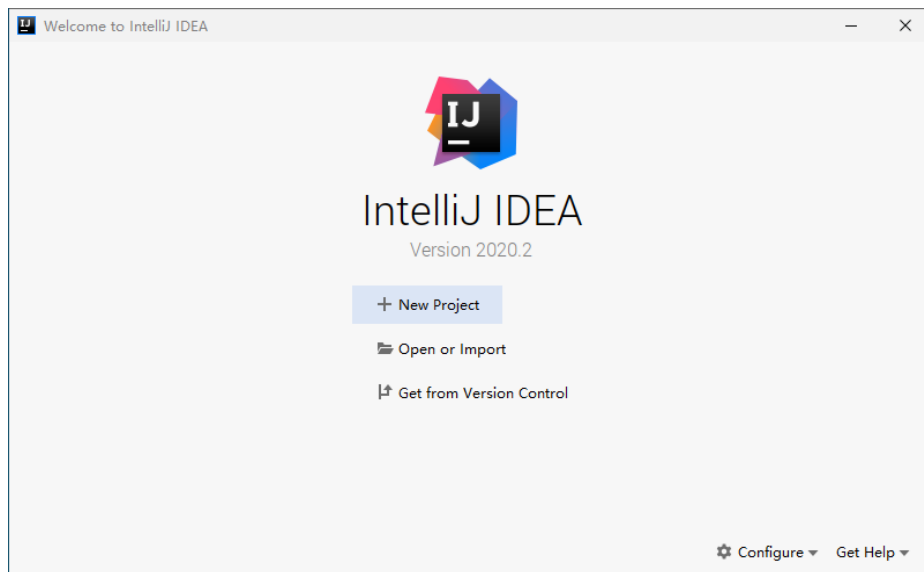 Welcome to IntelliJ IDEA
IJ
IntelliJ IDEA
Version 2020.2
New Project
Open or Import
Get from Version Control
Configure Get Help